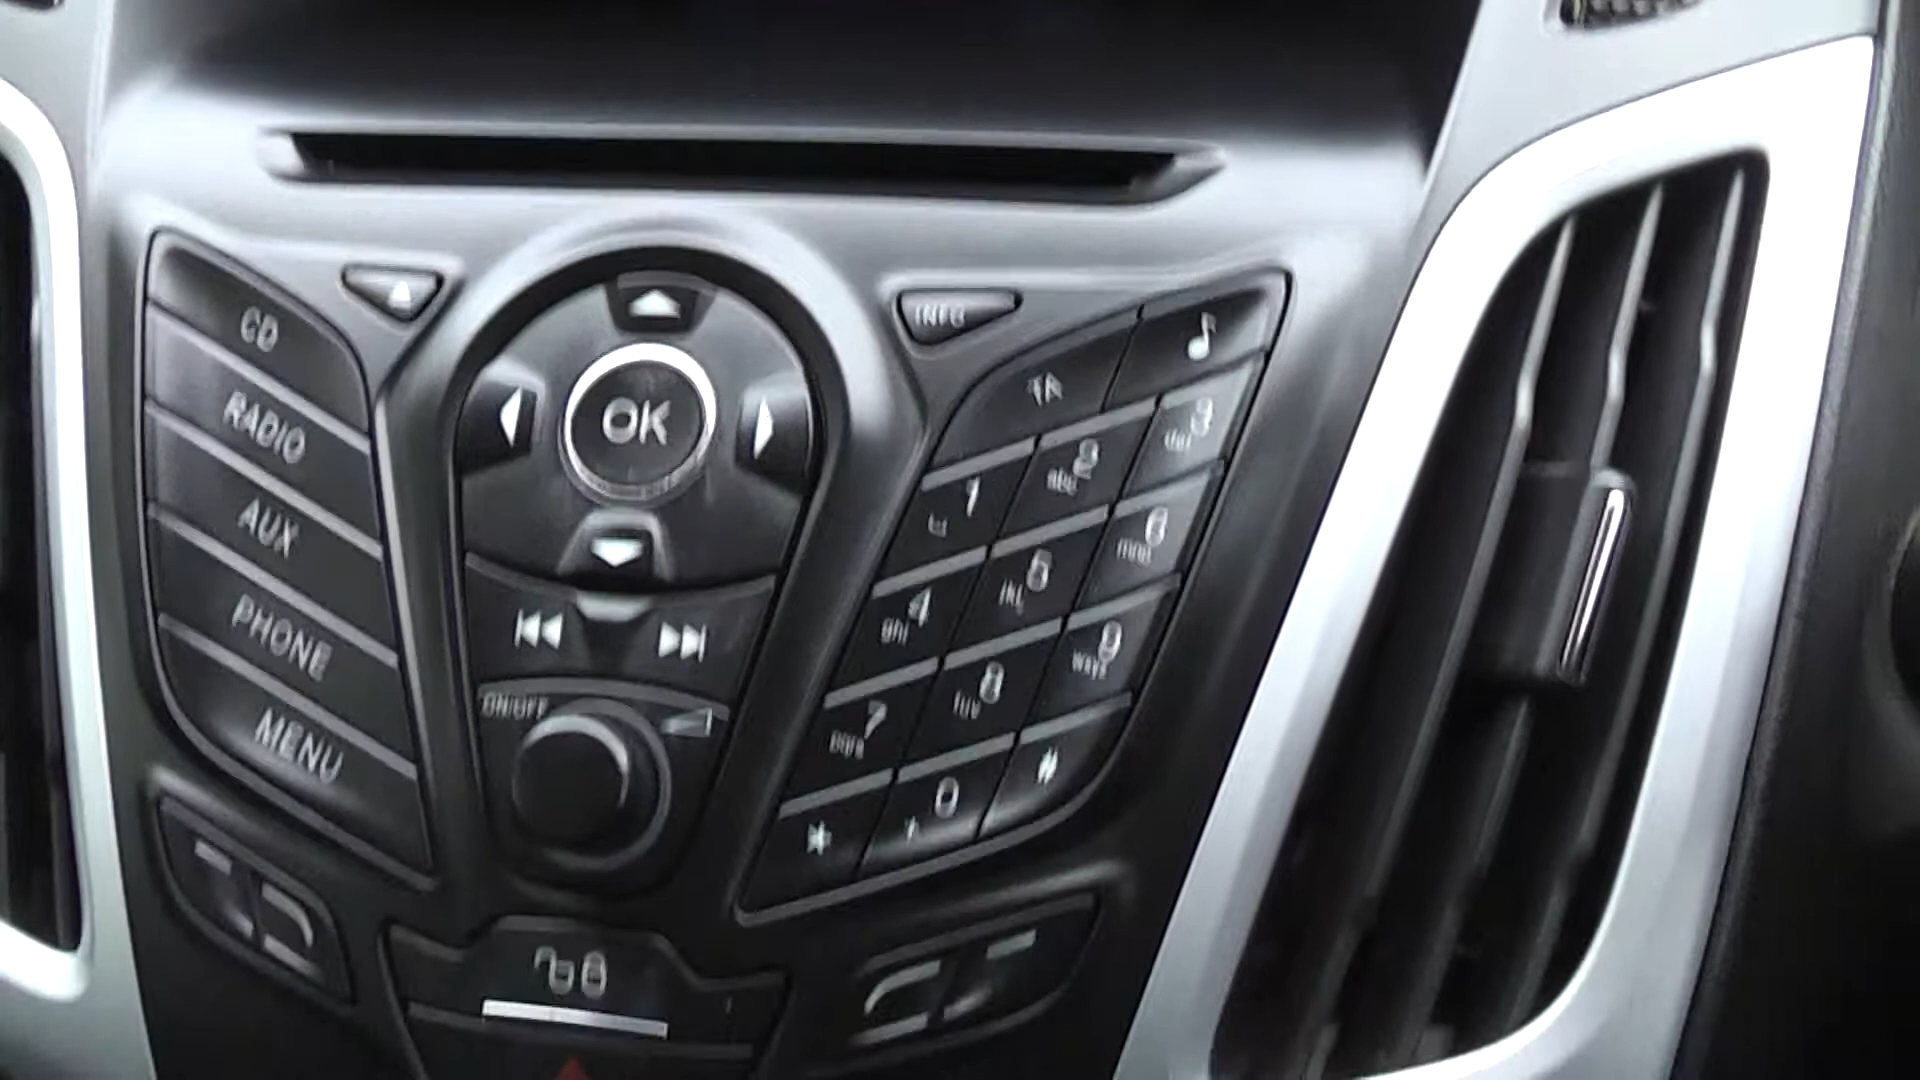 CD
RADIO
AUX
PHONE
MENU
OK
ON/OFF
INFO
1
2 abc
3 def
4 ghi
5 jkl
6 mno
7 pqrs
8 tuv
9 wxyz
*
0
#